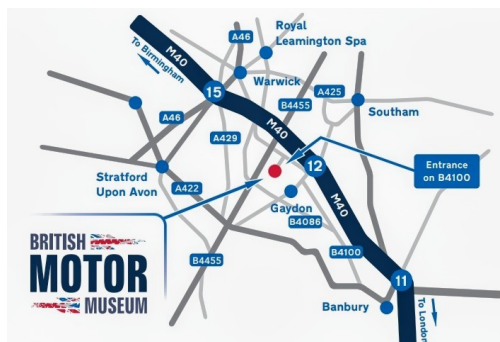 Royal
Leamington Spa
A46
To Birmingham
M40
Warwick
A425
15
B4455
Southam
A46
M40
A429
Entrance
on B4100
12
Stratford
Upon Avon
A422
M40
Gaydon
B4086
BRITISH
MOTOR
MUSEUM
B4455
B4100
11
Banbury
To London